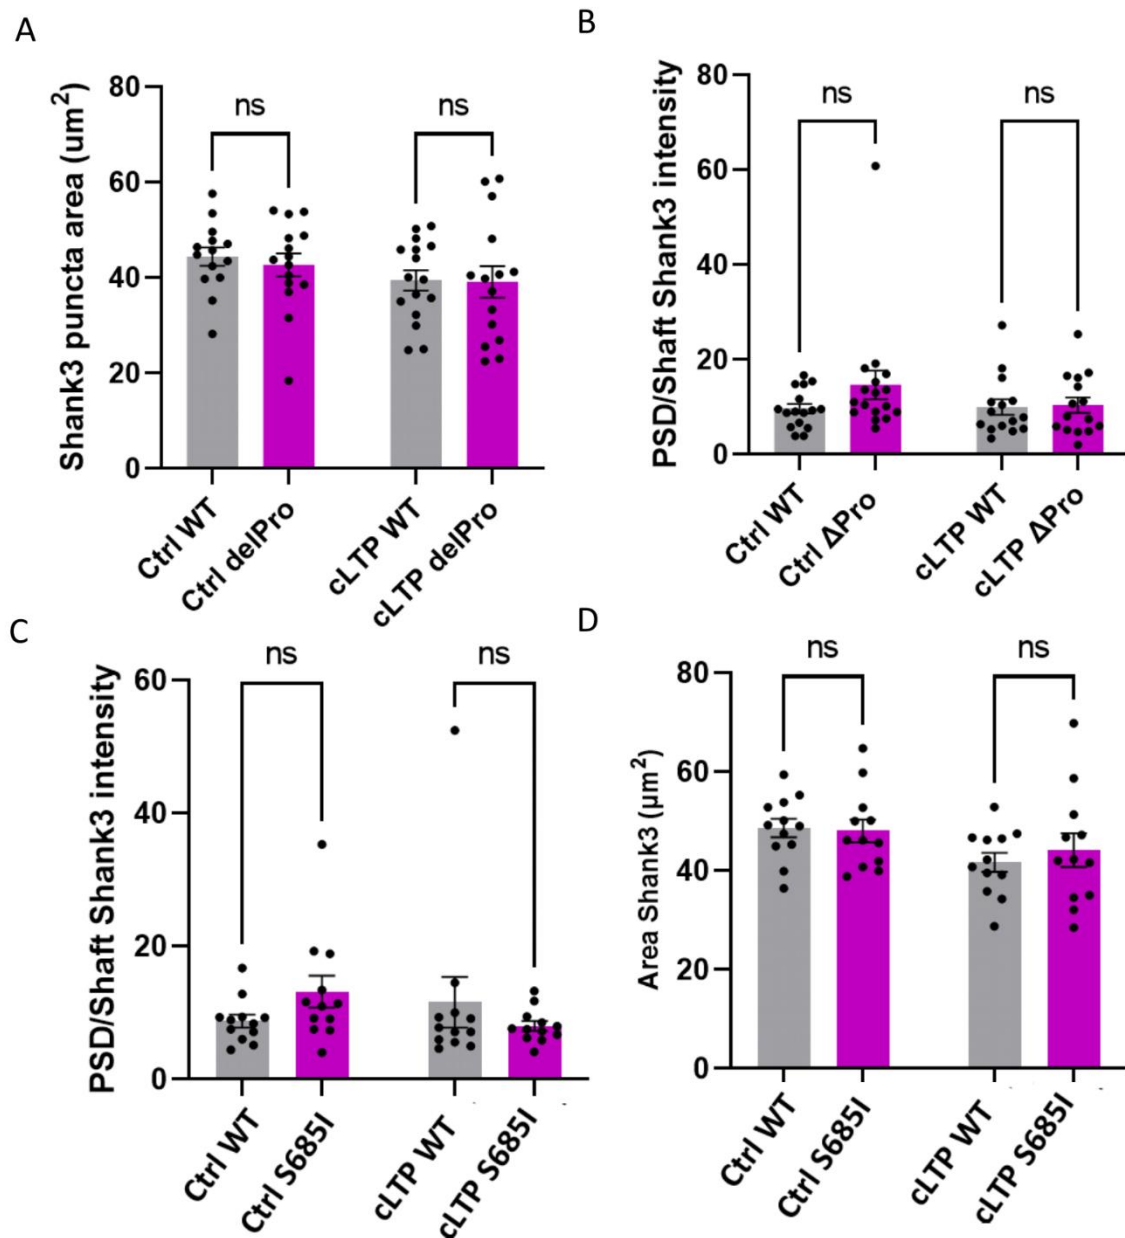 A
Shank3 puncta area (um²)
80
60
40
20
0
ns
ns
Ctrl WT
Ctrl delPro
cLTP WT
cLTP delPro
B
PSD/Shaft Shank3 intensity
80
60
40
20
0
ns
ns
Ctrl WT
Ctrl ΔPro
cLTP WT
cLTP ΔPro
C
PSD/Shaft Shank3 intensity
60
40
20
0
ns
ns
Ctrl WT
Ctrl S685I
cLTP WT
cLTP S685I
D
Area Shank3 (µm²)
80
60
40
20
0
ns
ns
Ctrl WT
Ctrl S685I
cLTP WT
cLTP S685I